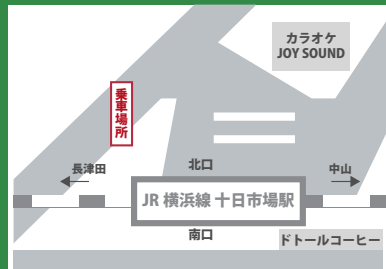 カラオケ
JOY SOUND
乗車場所
長津田
北口
中山
JR 横浜線 十日市場駅
南口
ドトールコーヒー